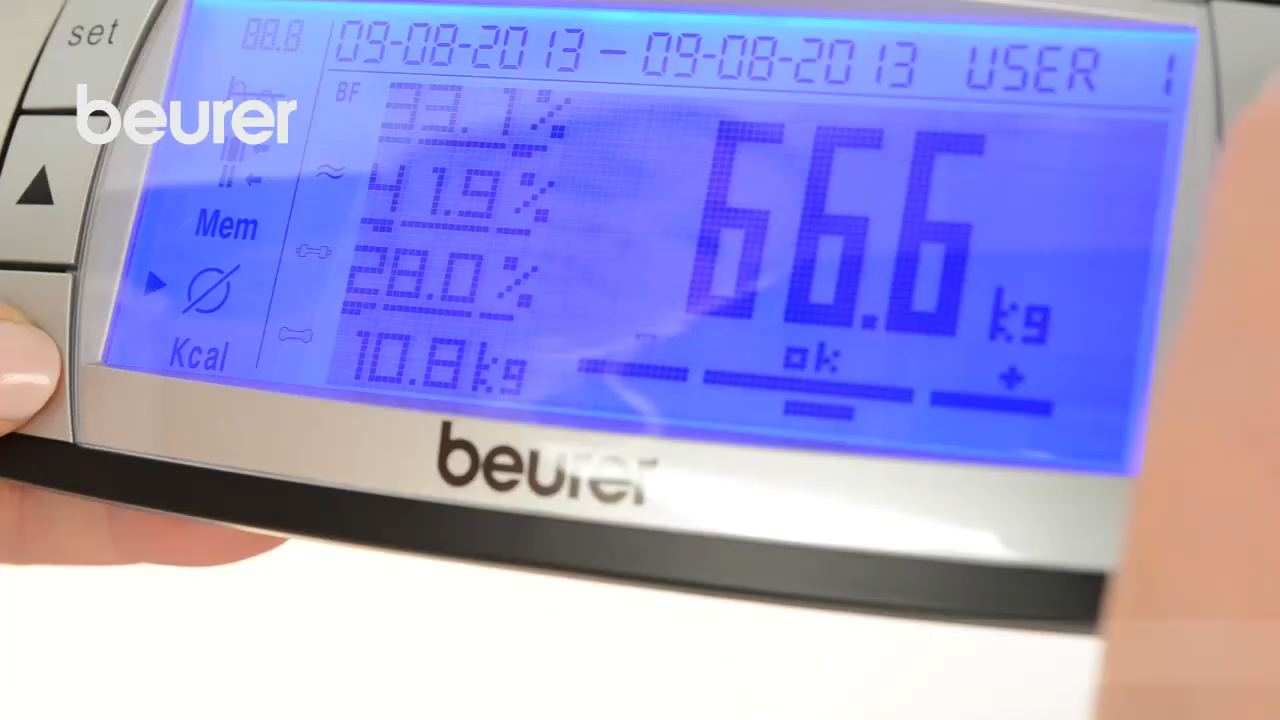 set
88.8
09-08-2013 - 09-08-2013 USER 1
beurer
BF 33.1%
41.9%
Mem
28.0%
66.6 kg
Kcal
10.8kg
- ok +
beurer